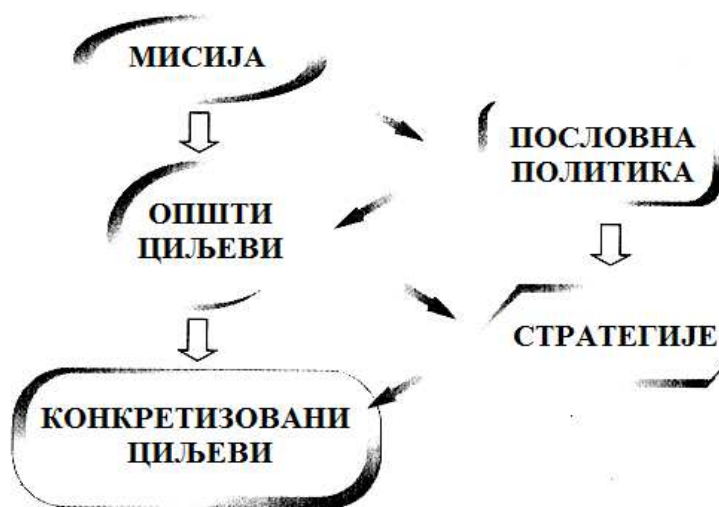 МИСИЈА
ПОСЛОВНА
ПОЛИТИКА
ОПШТИ
ЦИЉЕВИ
СТРАТЕГИЈЕ
КОНКРЕТИЗОВАНИ
ЦИЉЕВИ